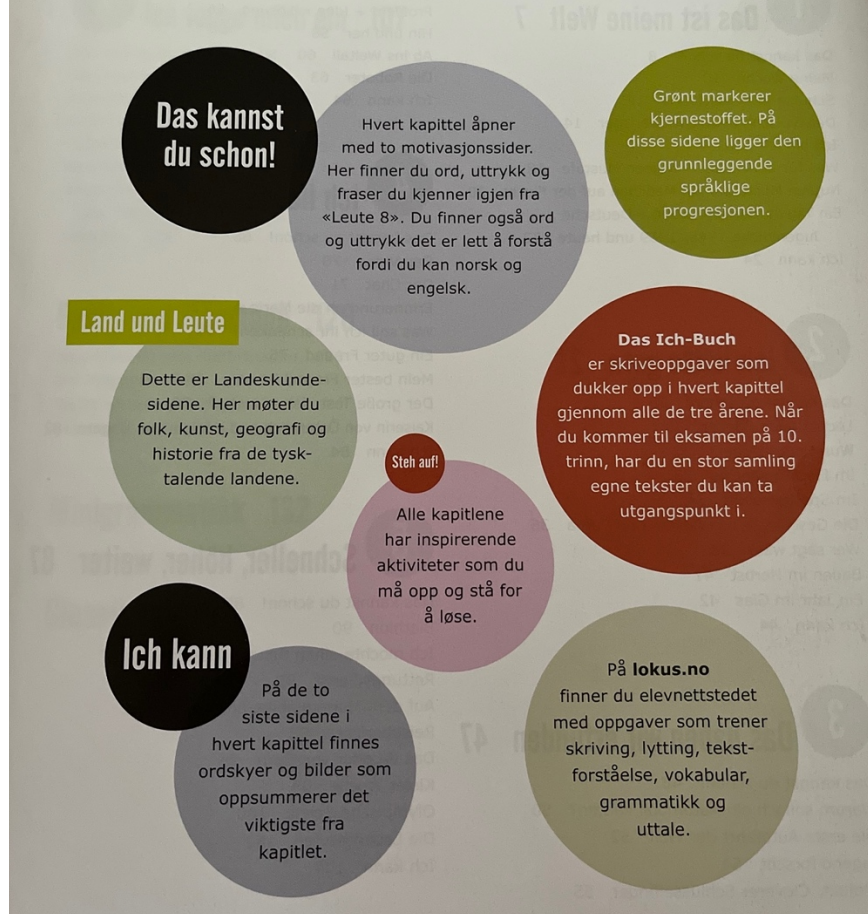 Das kannst
du schon!
Hvert kapittel åpner
med to motivasjonssider.
Her finner du ord, uttrykk og
fraser du kjenner igjen fra
«Leute 8». Du finner også ord
og uttrykk det er lett å forstå
fordi du kan norsk og
engelsk.
Grønt markerer
kjernestoffet. På
disse sidene ligger den
grunnleggende
språklige
progresjonen.
Land und Leute
Dette er Landeskunde-
sidene. Her møter du
folk, kunst, geografi og
historie fra de tysk-
talende landene.
Das Ich-Buch
er skriveoppgaver som
dukker opp i hvert kapittel
gjennom alle de tre årene. Når
du kommer til eksamen på 10.
trinn, har du en stor samling
egne tekster du kan ta
utgangspunkt i.
Steh auf!
Alle kapitlene
har inspirerende
aktiviteter som du
må opp og stå for
å løse.
Ich kann
På de to
siste sidene i
hvert kapittel finnes
ordskyer og bilder som
oppsummerer det
viktigste fra
kapitlet.
På lokus.no
finner du elevnettstedet
med oppgaver som trener
skriving, lytting, tekst-
forståelse, vokabular,
grammatikk og
uttale.